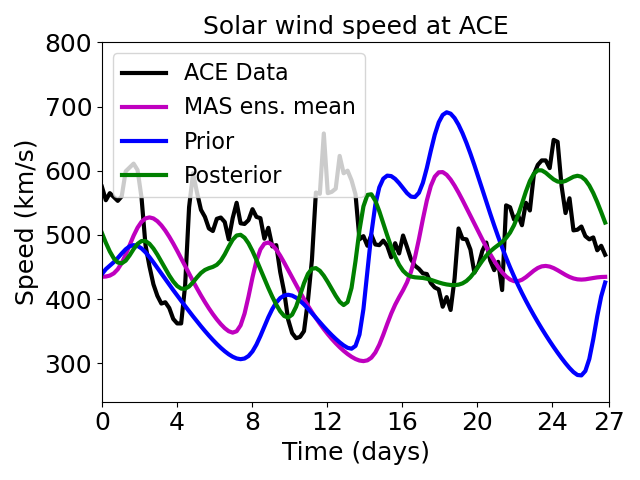 Solar wind speed at ACE
Speed (km/s)
800
700
600
500
400
300
ACE Data
MAS ens. mean
Prior
Posterior
0 4 8 12 16 20 24 27
Time (days)